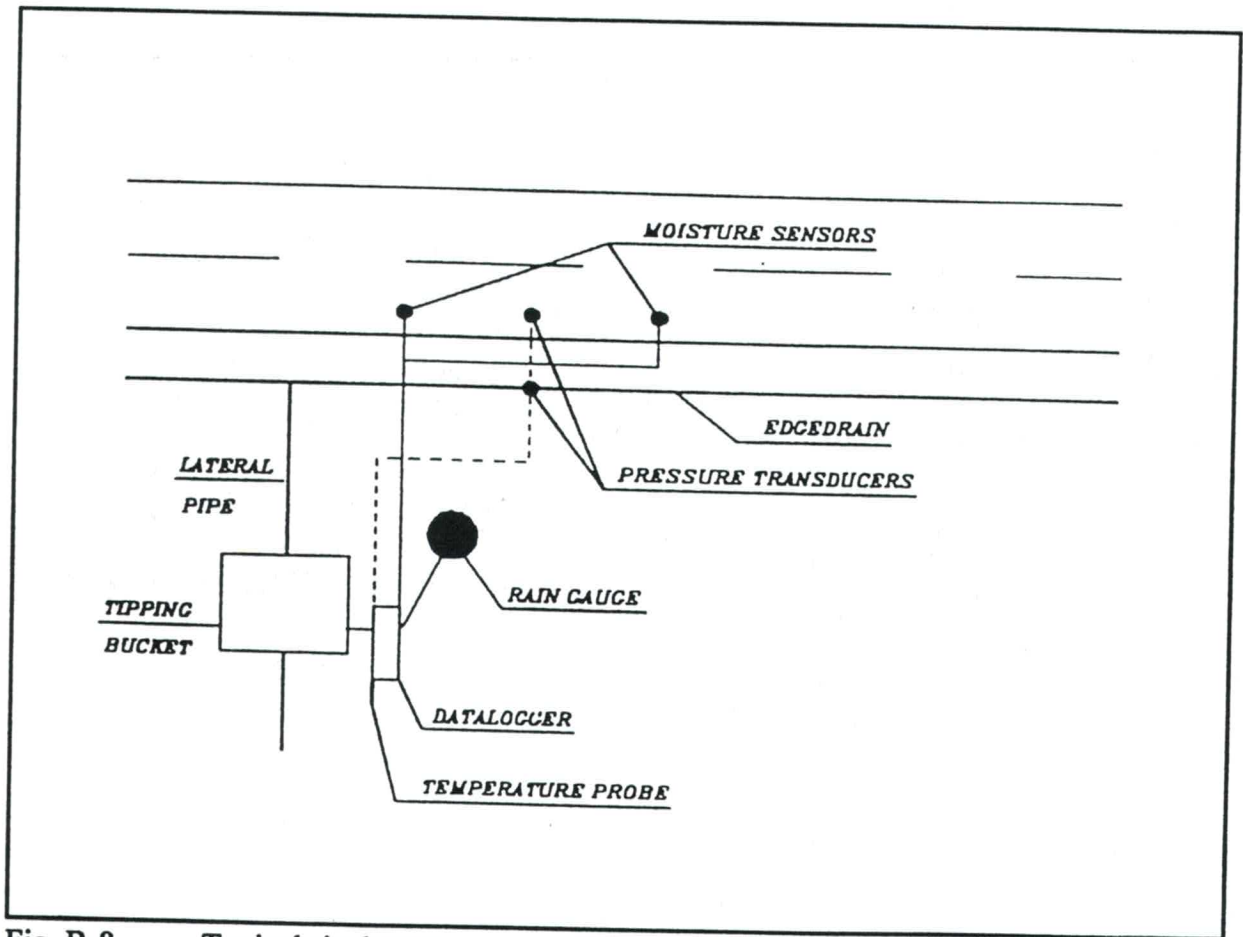 MOISTURE SENSORS
EDGEDRAIN
LATERAL
PIPE
PRESSURE TRANSDUCERS
RAIN GAUGE
TIPPING
BUCKET
DATALOGGER
TEMPERATURE PROBE